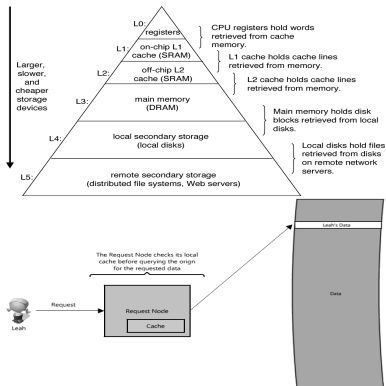 Larger,
slower,
and
cheaper
storage
devices
L0:
registers
CPU registers hold words
retrieved from cache
memory.
L1:
on-chip L1
cache (SRAM)
L1 cache holds cache lines
retrieved from memory.
L2:
off-chip L2
cache (SRAM)
L2 cache holds cache lines
retrieved from memory.
L3:
main memory
(DRAM)
Main memory holds disk
blocks retrieved from local
disks.
L4:
local secondary storage
(local disks)
Local disks hold files
retrieved from disks
on remote network
servers.
L5:
remote secondary storage
(distributed file systems, Web servers)
Leah's Data
The Request Node checks its local
cache before querying the origin
for the requested data
Data
Request
Request Node
Cache
Leah